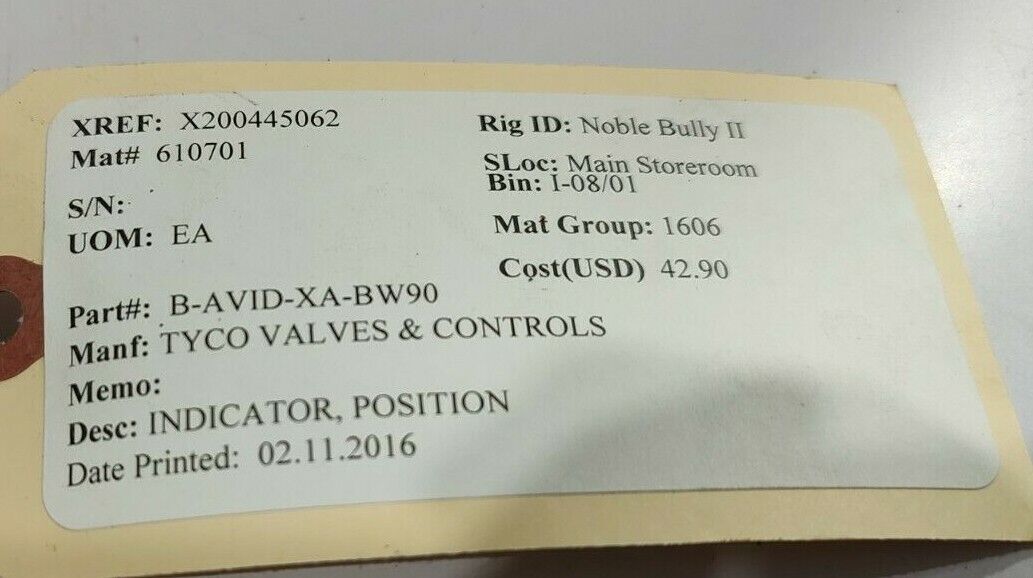 XREF: X200445062
Mat# 610701
S/N:
UOM: EA
Rig ID: Noble Bully II
SLoc: Main Storeroom
Bin: I-08/01
Mat Group: 1606
Cost(USD) 42.90
Part#: B-AVID-XA-BW90
Manf: TYCO VALVES & CONTROLS
Memo:
Desc: INDICATOR, POSITION
Date Printed: 02.11.2016